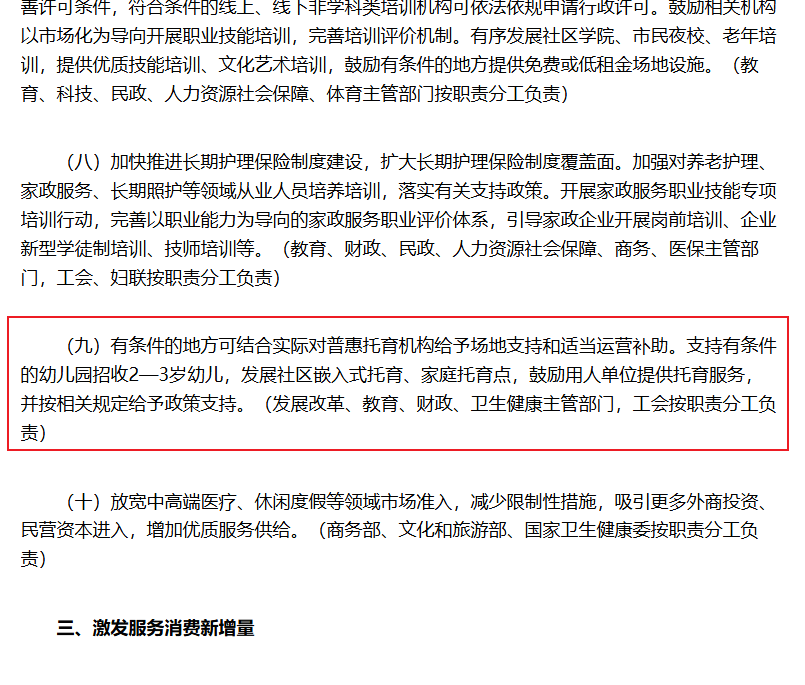 善许可条件，符合条件的线上、线下非学科类培训机构可依法依规申请行政许可。鼓励相关机构
以市场化为导向开展职业技能培训，完善培训评价机制。有序发展社区学院、市民夜校、老年培
训，提供优质技能培训、文化艺术培训，鼓励有条件的地方提供免费或低租金场地设施。（教
育、科技、民政、人力资源社会保障、体育主管部门按职责分工负责）
（八）加快推进长期护理保险制度建设，扩大长期护理保险制度覆盖面。加强对养老护理、
家政服务、长期照护等领域从业人员培养培训，落实有关支持政策。开展家政服务职业技能专项
培训行动，完善以职业能力为导向的家政服务职业评价体系，引导家政企业开展岗前培训、企业
新型学徒制培训、技师培训等。（教育、财政、民政、人力资源社会保障、商务、医保主管部
门，工会、妇联按职责分工负责）
（九）有条件的地方可结合实际对普惠托育机构给予场地支持和适当运营补助。支持有条件
的幼儿园招收2—3岁幼儿，发展社区嵌入式托育、家庭托育点，鼓励用人单位提供托育服务，
并按相关规定给予政策支持。（发展改革、教育、财政、卫生健康主管部门，工会按职责分工负
责）
（十）放宽中高端医疗、休闲度假等领域市场准入，减少限制性措施，吸引更多外商投资、
民营资本进入，增加优质服务供给。（商务部、文化和旅游部、国家卫生健康委按职责分工负
责）
三、激发服务消费新增量